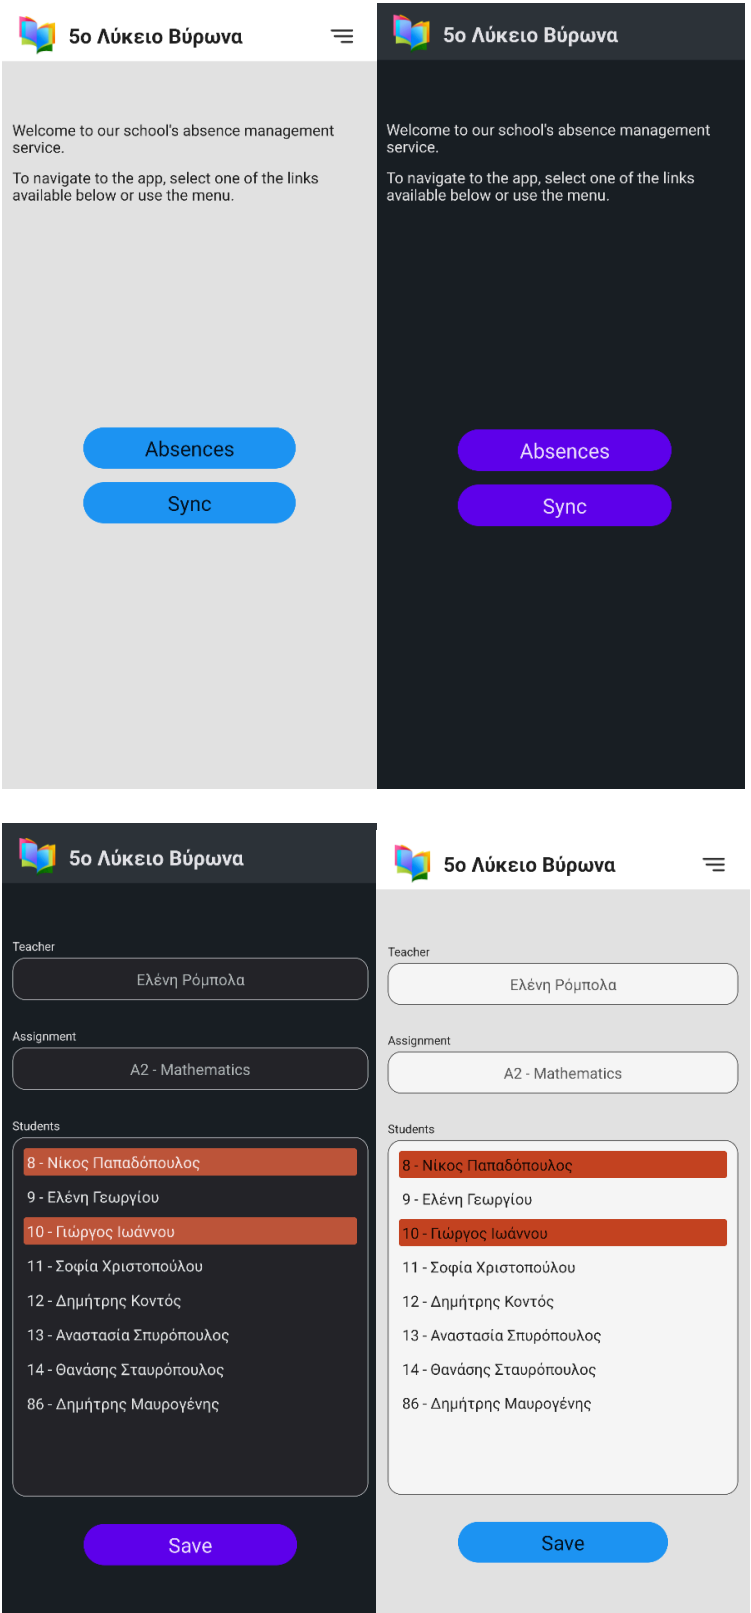 5ο Λύκειο Βύρωνα
Welcome to our school's absence management
service.
To navigate to the app, select one of the links
available below or use the menu.
Absences
Sync
5ο Λύκειο Βύρωνα
Welcome to our school's absence management
service.
To navigate to the app, select one of the links
available below or use the menu.
Absences
Sync
5ο Λύκειο Βύρωνα
Teacher
Ελένη Ρόμπολα
Assignment
A2 - Mathematics
Students
8 - Νίκος Παπαδόπουλος
9 - Ελένη Γεωργίου
10 - Γιώργος Ιωάννου
11 - Σοφία Χριστοπούλου
12 - Δημήτρης Κοντός
13 - Αναστασία Σπυρόπουλος
14 - Θανάσης Σταυρόπουλος
86 - Δημήτρης Μαυρογένης
Save
5ο Λύκειο Βύρωνα
Teacher
Ελένη Ρόμπολα
Assignment
A2 - Mathematics
Students
8 - Νίκος Παπαδόπουλος
9 - Ελένη Γεωργίου
10 - Γιώργος Ιωάννου
11 - Σοφία Χριστοπούλου
12 - Δημήτρης Κοντός
13 - Αναστασία Σπυρόπουλος
14 - Θανάσης Σταυρόπουλος
86 - Δημήτρης Μαυρογένης
Save